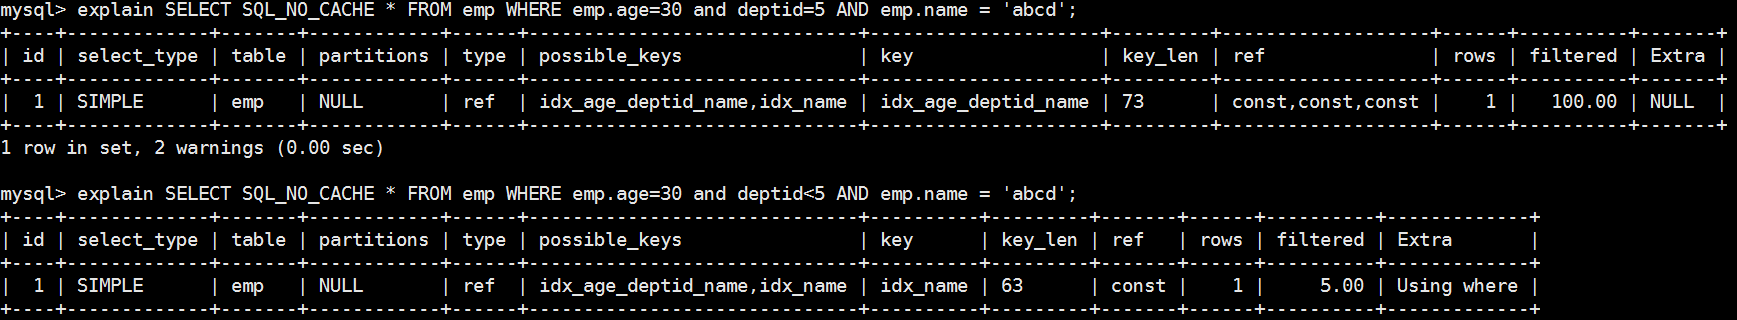 mysql> explain SELECT SQL_NO_CACHE * FROM emp WHERE emp.age=30 and deptid=5 AND emp.name = 'abcd';
+----+-------------+-------+------------+------+-------------------------------+-----------------------+---------+-------------------+------+----------+-------+
| id | select_type | table | partitions | type | possible_keys                 | key                   | key_len | ref               | rows | filtered | Extra |
+----+-------------+-------+------------+------+-------------------------------+-----------------------+---------+-------------------+------+----------+-------+
|  1 | SIMPLE      | emp   | NULL       | ref  | idx_age_deptid_name,idx_name | idx_age_deptid_name | 73      | const,const,const |    1 |   100.00 | NULL  |
+----+-------------+-------+------------+------+-------------------------------+-----------------------+---------+-------------------+------+----------+-------+
1 row in set, 2 warnings (0.00 sec)
mysql> explain SELECT SQL_NO_CACHE * FROM emp WHERE emp.age=30 and deptid<5 AND emp.name = 'abcd';
+----+-------------+-------+------------+------+------------------------------+----------+---------+-------+------+----------+-------------+
| id | select_type | table | partitions | type | possible_keys                | key      | key_len | ref   | rows | filtered | Extra       |
+----+-------------+-------+------------+------+------------------------------+----------+---------+-------+------+----------+-------------+
|  1 | SIMPLE      | emp   | NULL       | ref  | idx_age_deptid_name,idx_name | idx_name | 63      | const |    1 |     5.00 | Using where |
+----+-------------+-------+------------+------+------------------------------+----------+---------+-------+------+----------+-------------+